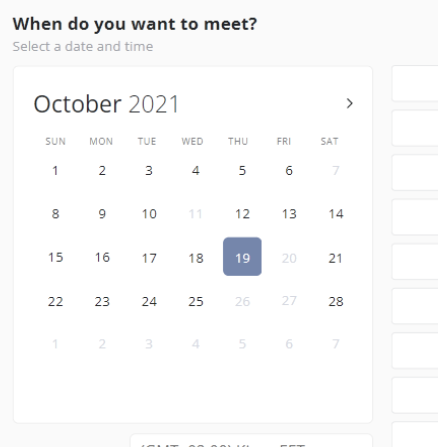 When do you want to meet?
Select a date and time
October 2021
SUN MON TUE WED THU FRI SAT
1 2 3 4 5 6 7
8 9 10 11 12 13 14
15 16 17 18 19 20 21
22 23 24 25 26 27 28
1 2 3 4 5 6 7